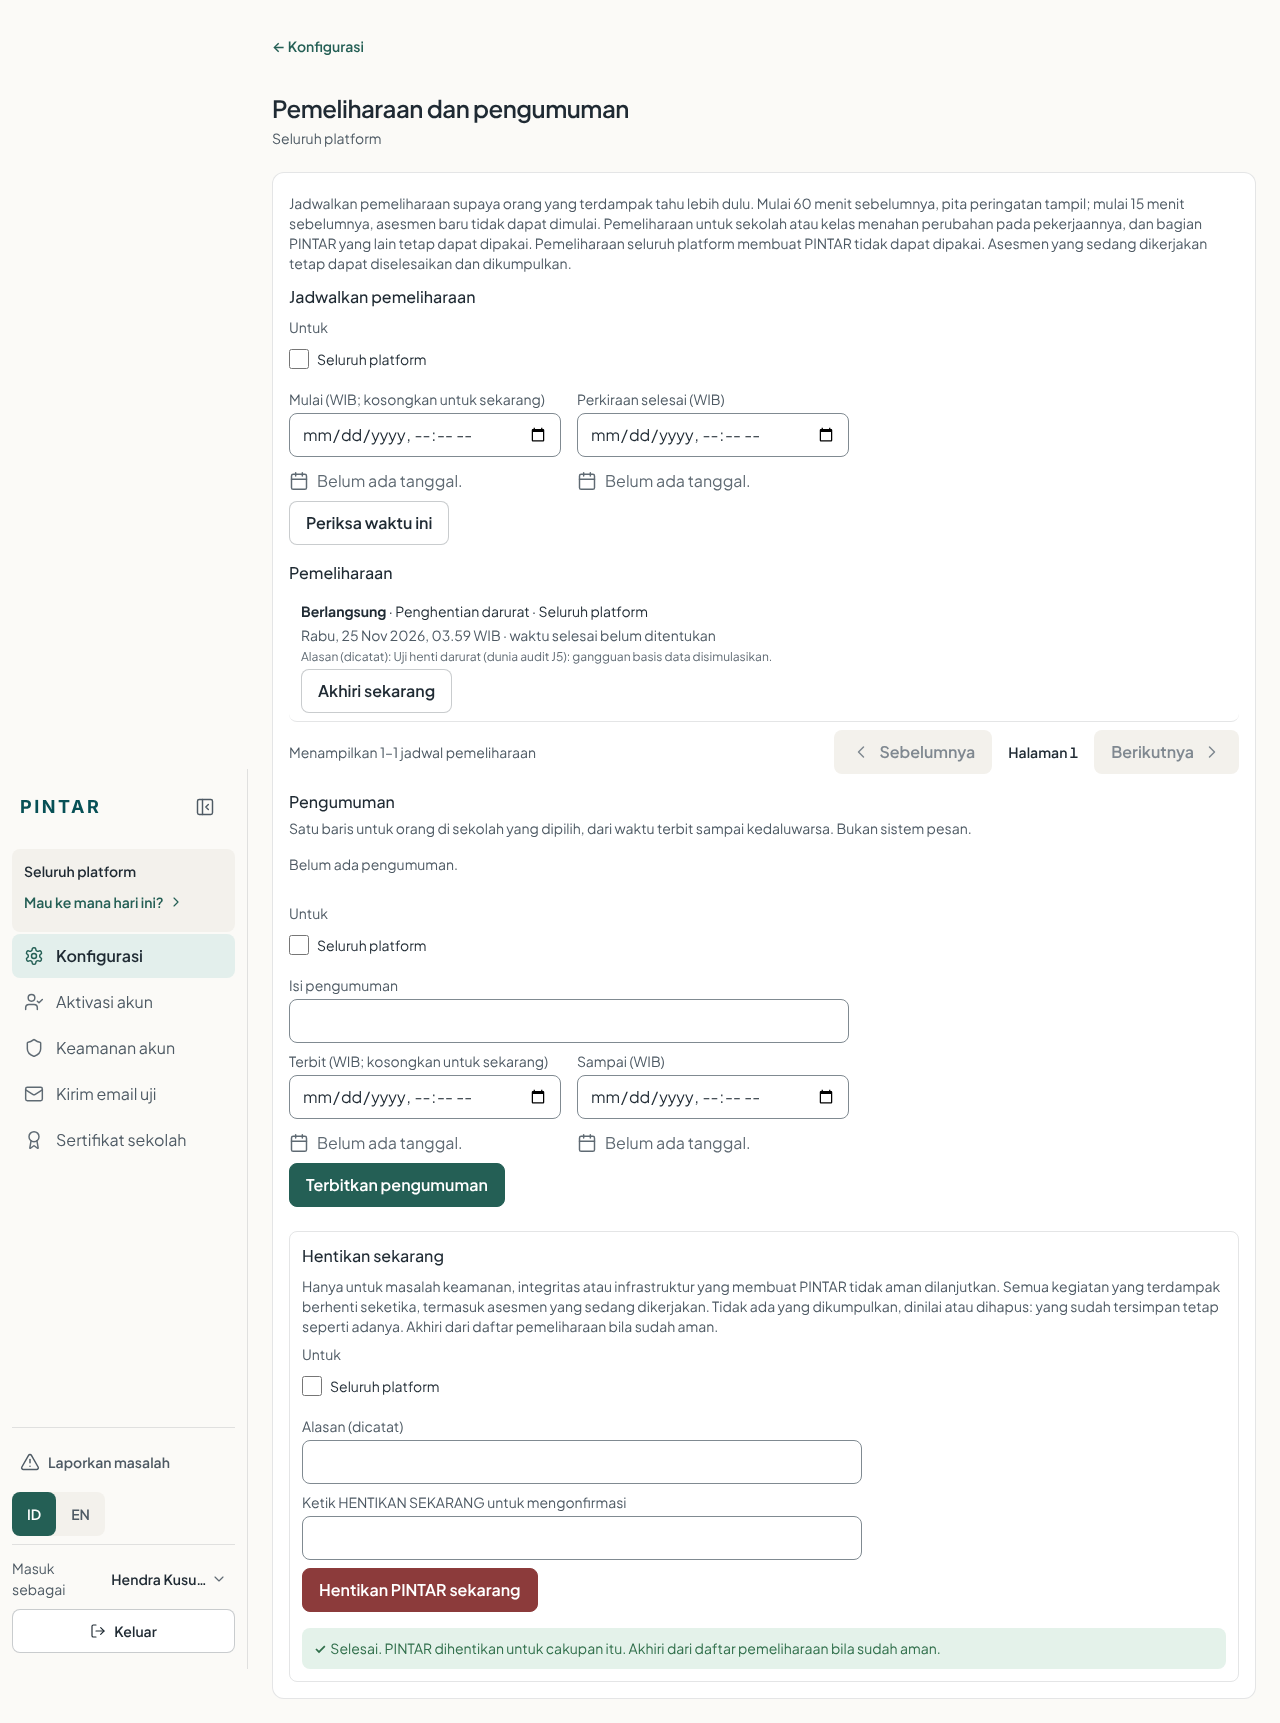 ← Konfigurasi
Pemeliharaan dan pengumuman
Seluruh platform
Jadwalkan pemeliharaan supaya orang yang terdampak tahu lebih dulu. Mulai 60 menit sebelumnya, pita peringatan tampil; mulai 15 menit
sebelumnya, asesmen baru tidak dapat dimulai. Pemeliharaan untuk sekolah atau kelas menahan perubahan pada pekerjaannya, dan bagian
PINTAR yang lain tetap dapat dipakai. Pemeliharaan seluruh platform membuat PINTAR tidak dapat dipakai. Asesmen yang sedang dikerjakan
tetap dapat diselesaikan dan dikumpulkan.
Jadwalkan pemeliharaan
Untuk
Seluruh platform
Mulai (WIB; kosongkan untuk sekarang)
Perkiraan selesai (WIB)
mm/dd/yyyy, --:-- --
mm/dd/yyyy, --:-- --
Belum ada tanggal.
Belum ada tanggal.
Periksa waktu ini
Pemeliharaan
Berlangsung · Penghentian darurat · Seluruh platform
Rabu, 25 Nov 2026, 03.59 WIB · waktu selesai belum ditentukan
Alasan (dicatat): Uji henti darurat (dunia audit J5): gangguan basis data disimulasikan.
Akhiri sekarang
Menampilkan 1–1 jadwal pemeliharaan
Sebelumnya
Halaman 1
Berikutnya
Pengumuman
Satu baris untuk orang di sekolah yang dipilih, dari waktu terbit sampai kedaluwarsa. Bukan sistem pesan.
Belum ada pengumuman.
Untuk
Seluruh platform
Isi pengumuman
Terbit (WIB; kosongkan untuk sekarang)
Sampai (WIB)
mm/dd/yyyy, --:-- --
mm/dd/yyyy, --:-- --
Belum ada tanggal.
Belum ada tanggal.
Terbitkan pengumuman
Hentikan sekarang
Hanya untuk masalah keamanan, integritas atau infrastruktur yang membuat PINTAR tidak aman dilanjutkan. Semua kegiatan yang terdampak
berhenti seketika, termasuk asesmen yang sedang dikerjakan. Tidak ada yang dikumpulkan, dinilai atau dihapus: yang sudah tersimpan tetap
seperti adanya. Akhiri dari daftar pemeliharaan bila sudah aman.
Untuk
Seluruh platform
Alasan (dicatat)
Ketik HENTIKAN SEKARANG untuk mengonfirmasi
Hentikan PINTAR sekarang
✓ Selesai. PINTAR dihentikan untuk cakupan itu. Akhiri dari daftar pemeliharaan bila sudah aman.
PINTAR
Seluruh platform
Mau ke mana hari ini?
Konfigurasi
Aktivasi akun
Keamanan akun
Kirim email uji
Sertifikat sekolah
Laporkan masalah
ID
EN
Masuk
sebagai
Hendra Kusu…
Keluar